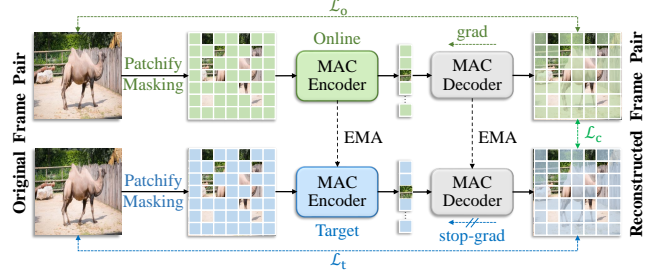 ℒo
Original Frame Pair
Patchify
Masking
Online
MAC
Encoder
grad
MAC
Decoder
Reconstructed Frame Pair
EMA
EMA
ℒc
Patchify
Masking
MAC
Encoder
Target
MAC
Decoder
stop-grad
ℒt